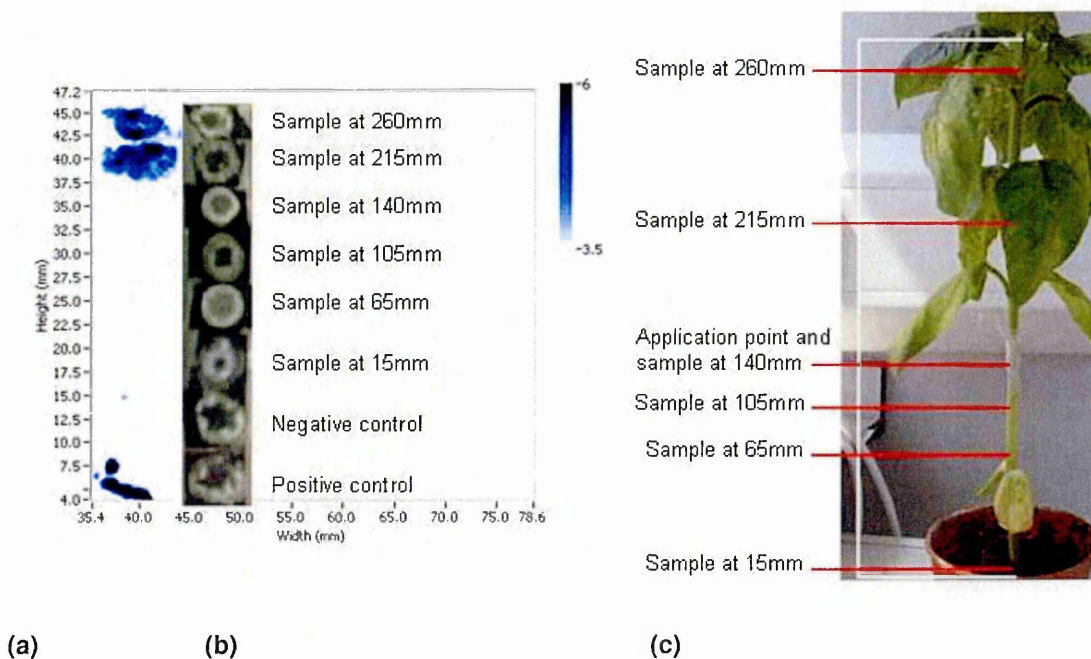 47.2
45.0
42.5
40.0
37.5
35.0
32.5
30.0
27.5
25.0
22.5
20.0
17.5
15.0
12.5
10.0
7.5
4.0
Height (mm)
35.4 40.0 45.0 50.0 55.0 60.0 65.0 70.0 75.0 78.6
Width (mm)
Sample at 260mm
Sample at 215mm
Sample at 140mm
Sample at 105mm
Sample at 65mm
Sample at 15mm
Negative control
Positive control
-6
-3.5
Sample at 260mm
Sample at 215mm
Application point and
sample at 140mm
Sample at 105mm
Sample at 65mm
Sample at 15mm
(a) (b) (c)